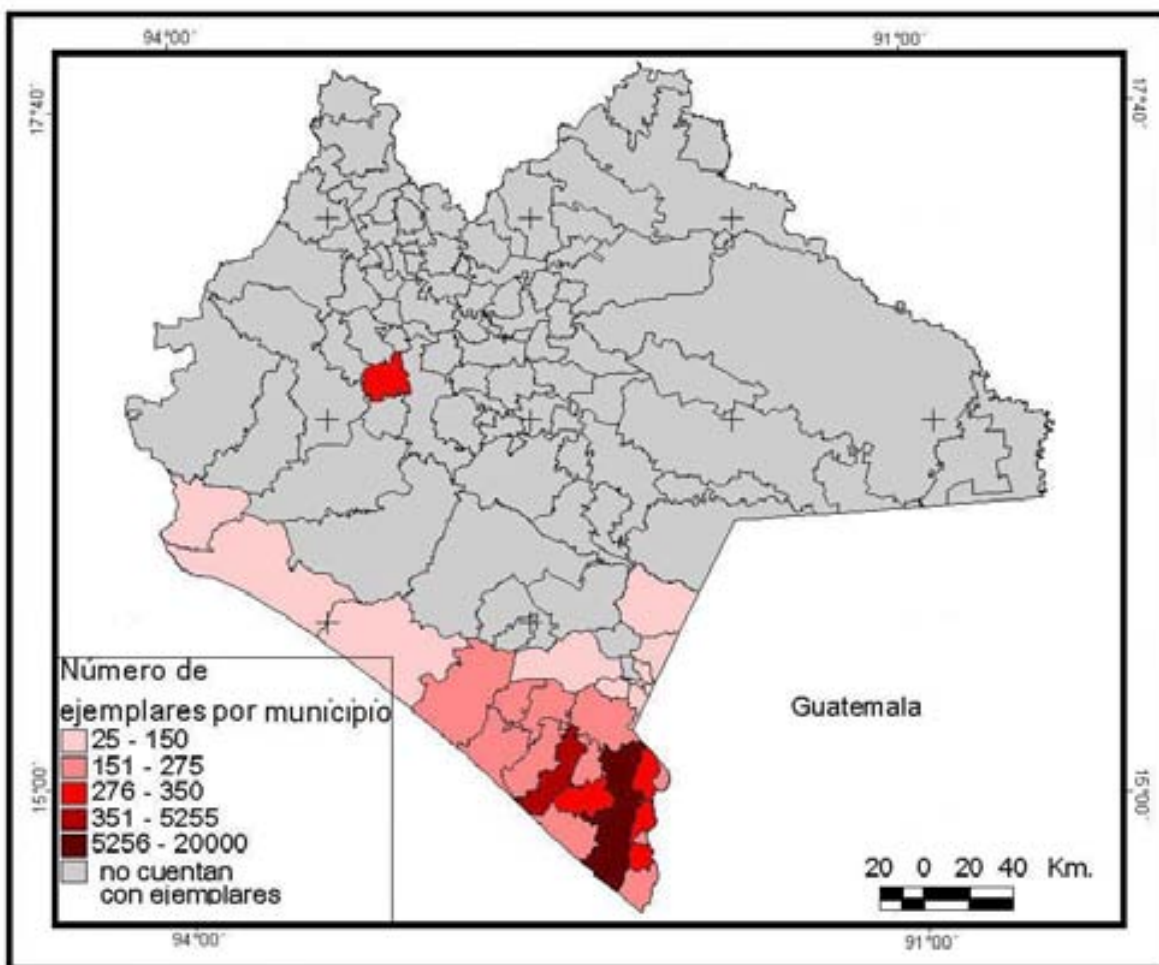 94°00´ 91°00´
17°40´ 17°40´
Número de
ejemplares por municipio
25 - 150
151 - 275
276 - 350
351 - 5255
5256 - 20000
no cuentan
con ejemplares
Guatemala
15°00´ 15°00´
20 0 20 40 Km.
94°00´ 91°00´